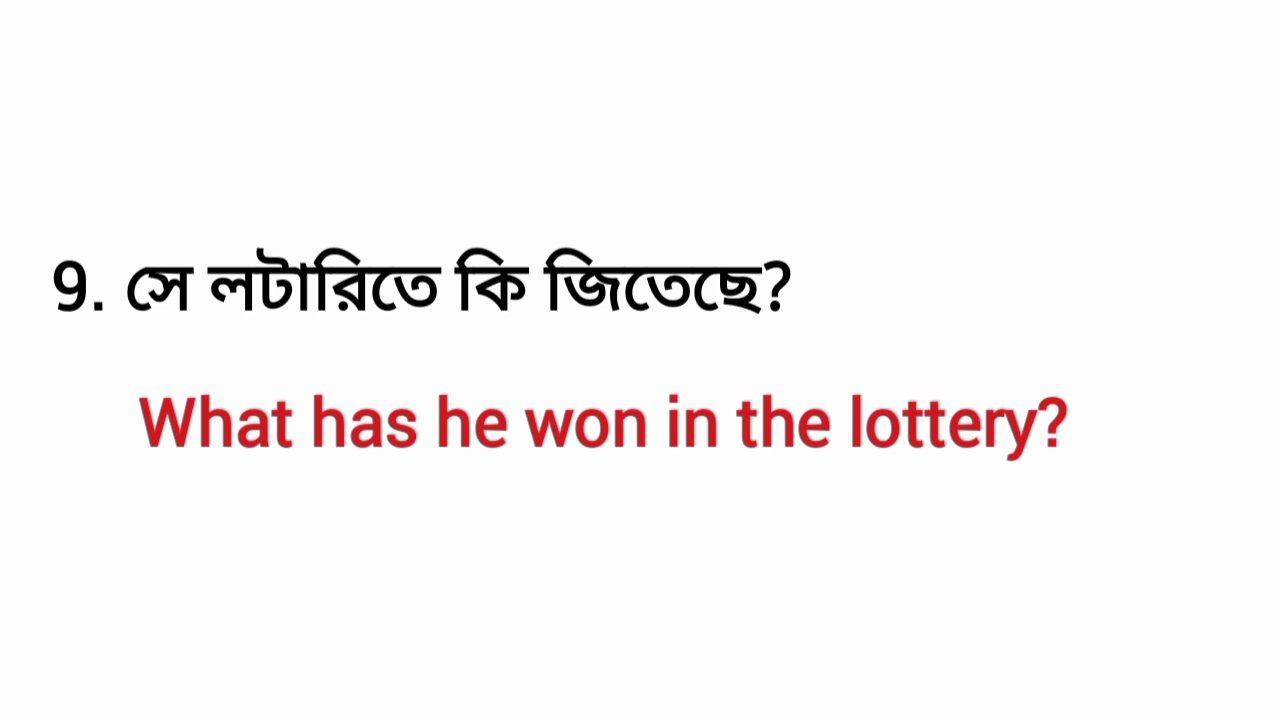 9. সে লটারিতে কি জিতেছে?
What has he won in the lottery?